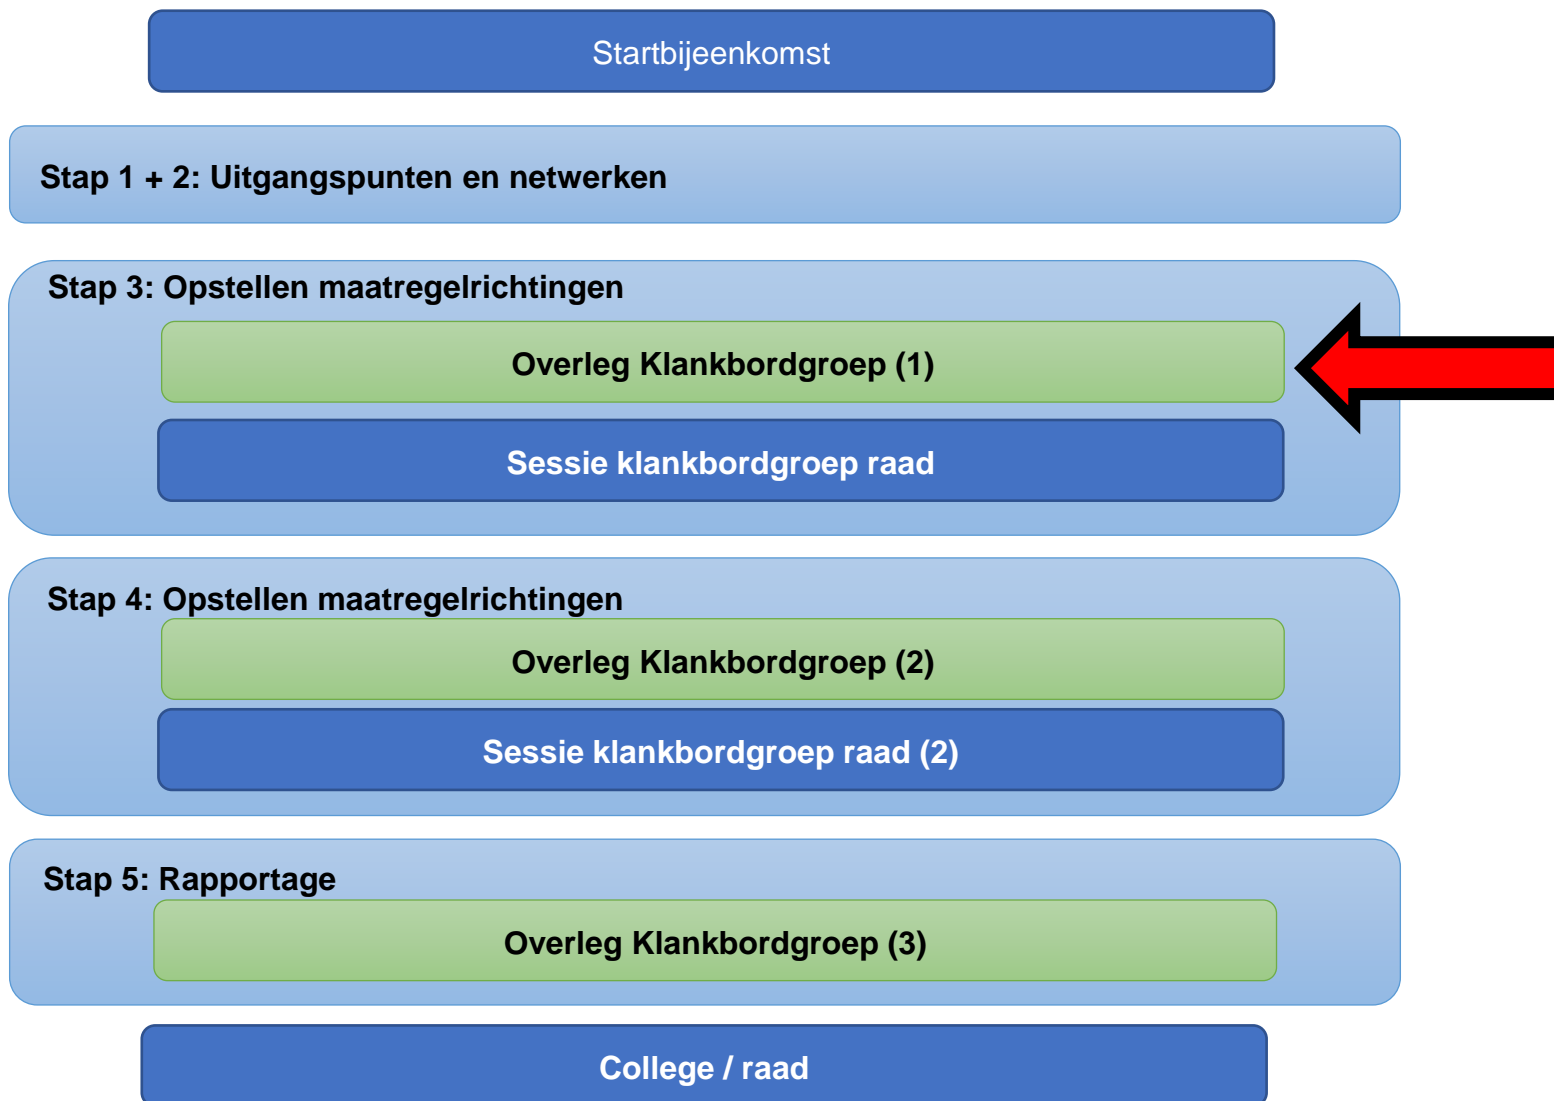 Startbijeenkomst
Stap 1 + 2: Uitgangspunten en netwerken
Stap 3: Opstellen maatregelrichtingen
Overleg Klankbordgroep (1)
Sessie klankbordgroep raad
Stap 4: Opstellen maatregelrichtingen
Overleg Klankbordgroep (2)
Sessie klankbordgroep raad (2)
Stap 5: Rapportage
Overleg Klankbordgroep (3)
College / raad